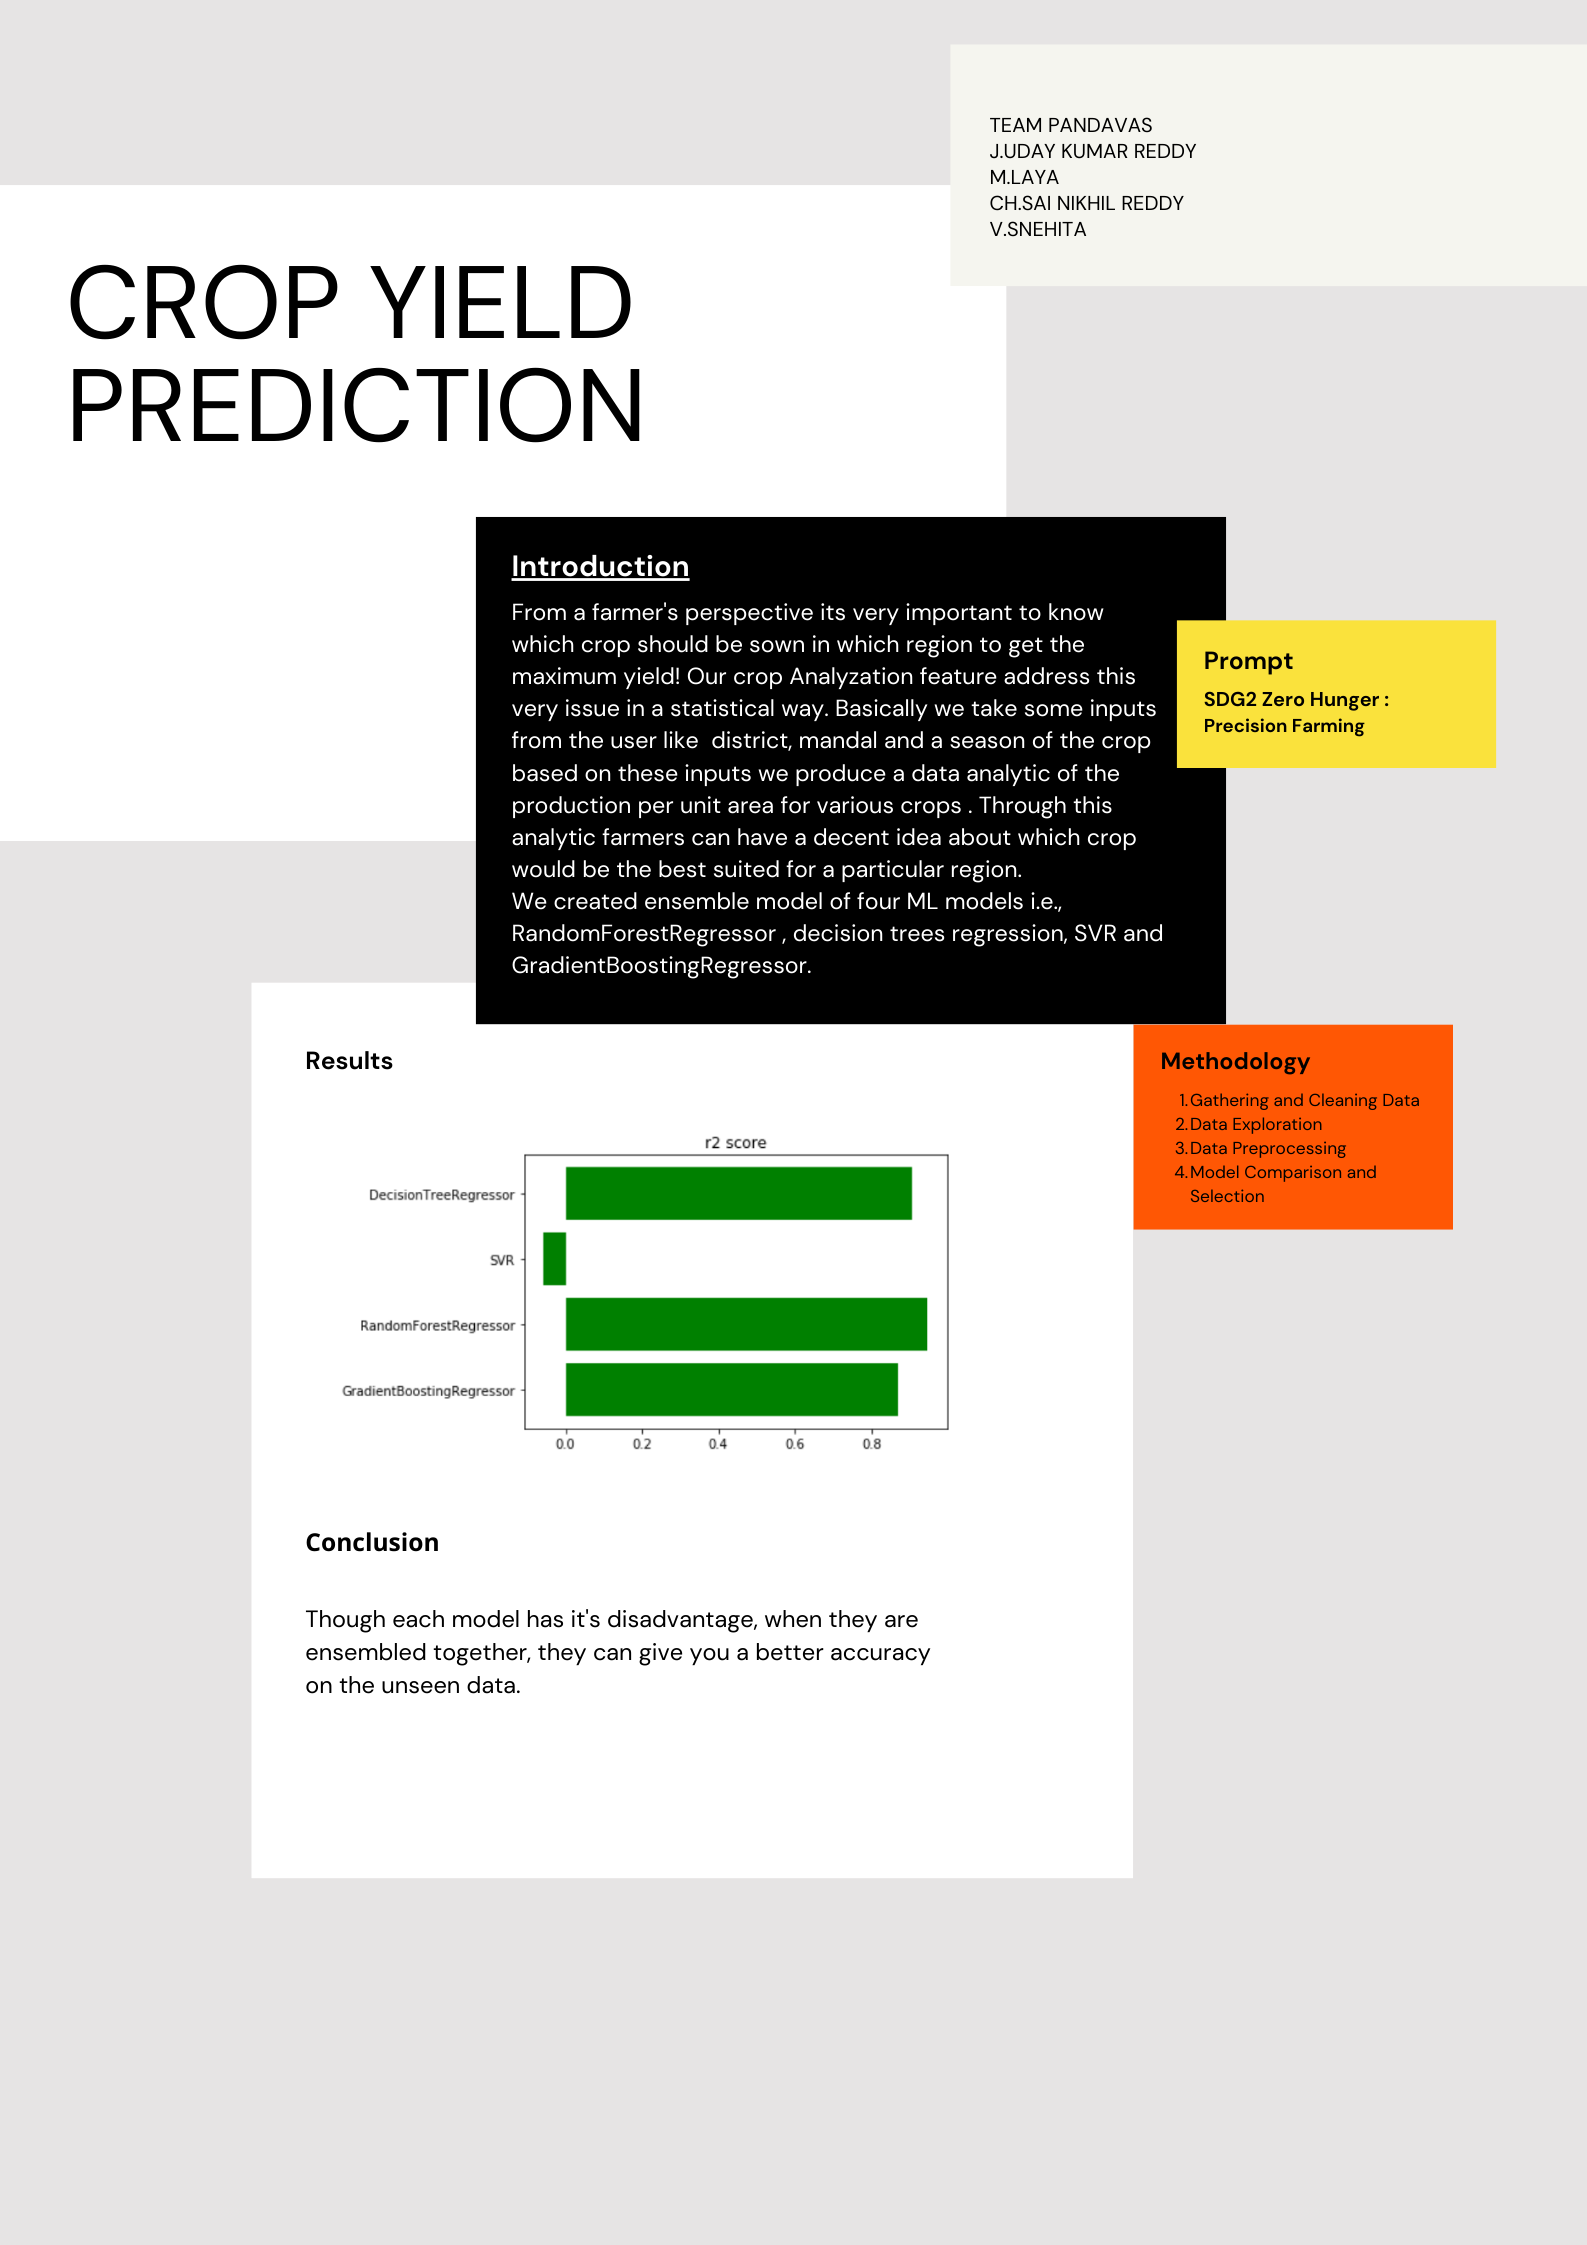 TEAM PANDAVAS
J.UDAY KUMAR REDDY
M.LAYA
CH.SAI NIKHIL REDDY
V.SNEHITA
CROP YIELD
PREDICTION
Introduction
From a farmer's perspective its very important to know
which crop should be sown in which region to get the
maximum yield! Our crop Analyzation feature address this
very issue in a statistical way. Basically we take some inputs
from the user like  district, mandal and a season of the crop
based on these inputs we produce a data analytic of the
production per unit area for various crops . Through this
analytic farmers can have a decent idea about which crop
would be the best suited for a particular region.
We created ensemble model of four ML models i.e.,
RandomForestRegressor , decision trees regression, SVR and
GradientBoostingRegressor.
Prompt
SDG2 Zero Hunger :
Precision Farming
Methodology
1.Gathering and Cleaning Data
2.Data Exploration
3.Data Preprocessing
4.Model Comparison and
Selection
Results
r2 score
DecisionTreeRegressor
SVR
RandomForestRegressor
GradientBoostingRegressor
0.0 0.2 0.4 0.6 0.8
Conclusion
Though each model has it's disadvantage, when they are
ensembled together, they can give you a better accuracy
on the unseen data.